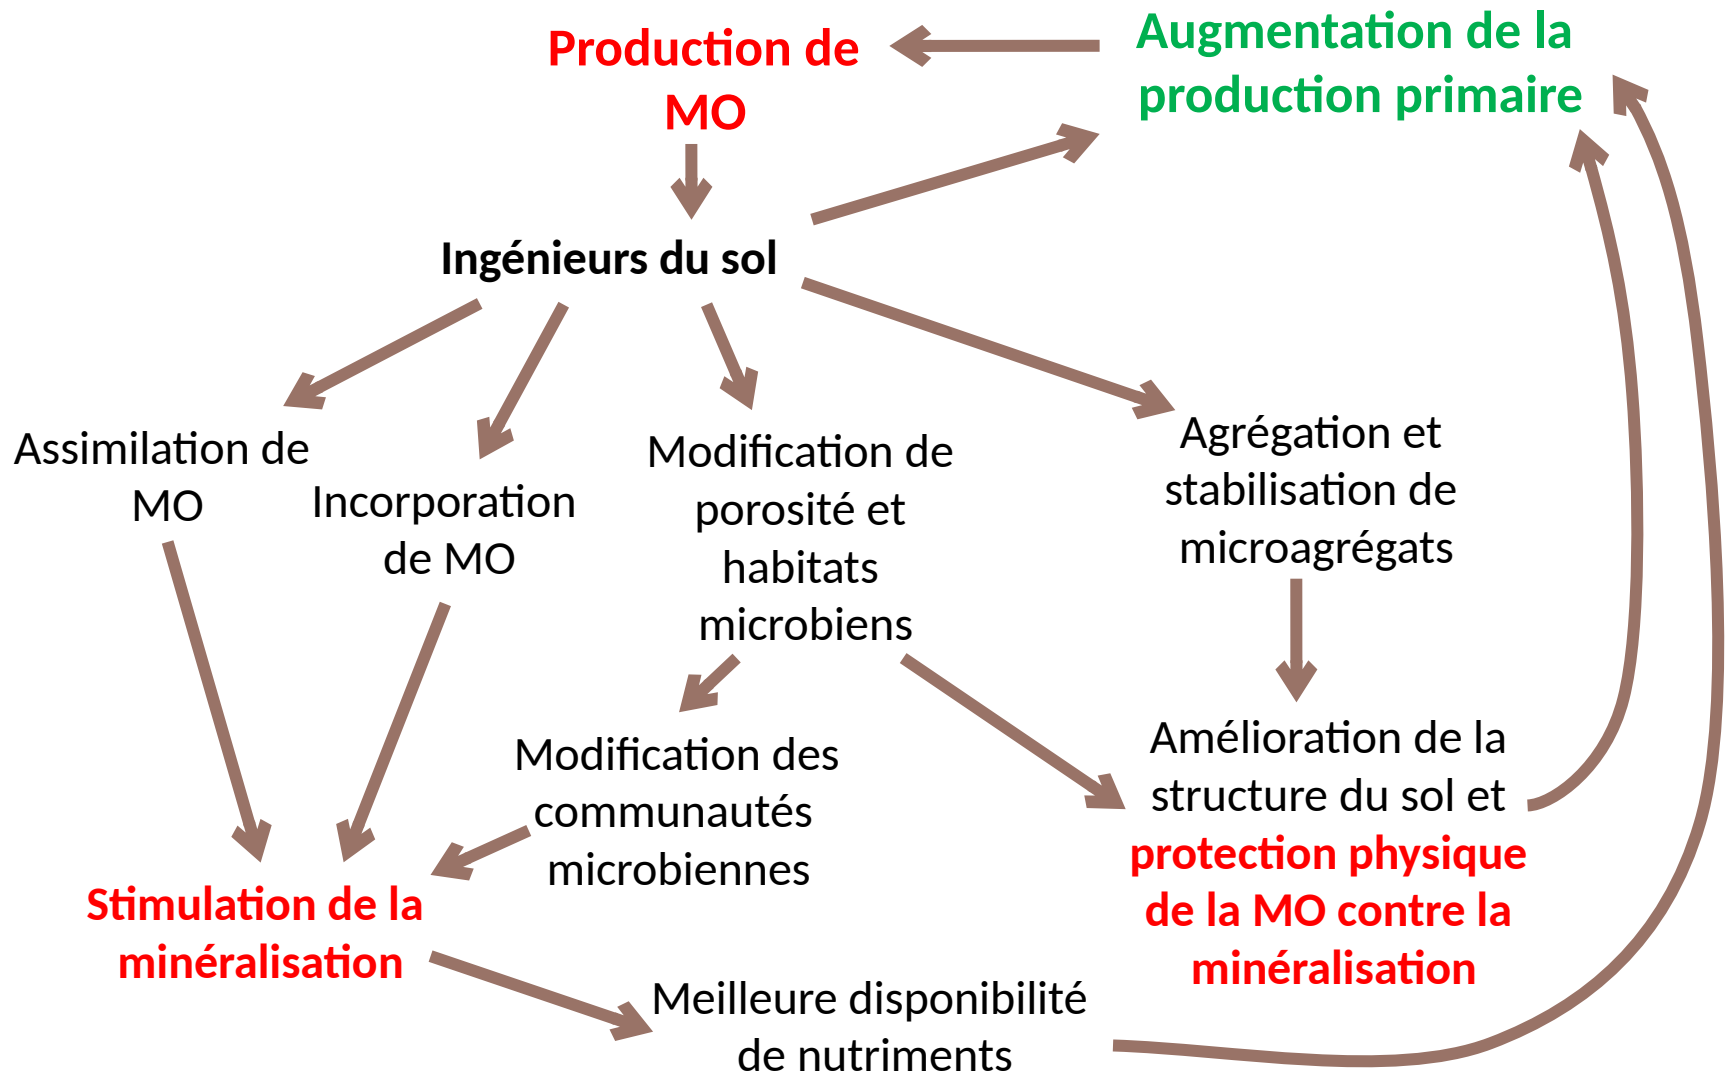 Production de
MO
Augmentation de la
production primaire
Ingénieurs du sol
Assimilation de
MO
Incorporation
de MO
Modification de
porosité et
habitats
microbiens
Agrégation et
stabilisation de
microagrégats
Modification des
communautés
microbiennes
Amélioration de la
structure du sol et
protection physique
de la MO contre la
minéralisation
Stimulation de la
minéralisation
Meilleure disponibilité
de nutriments